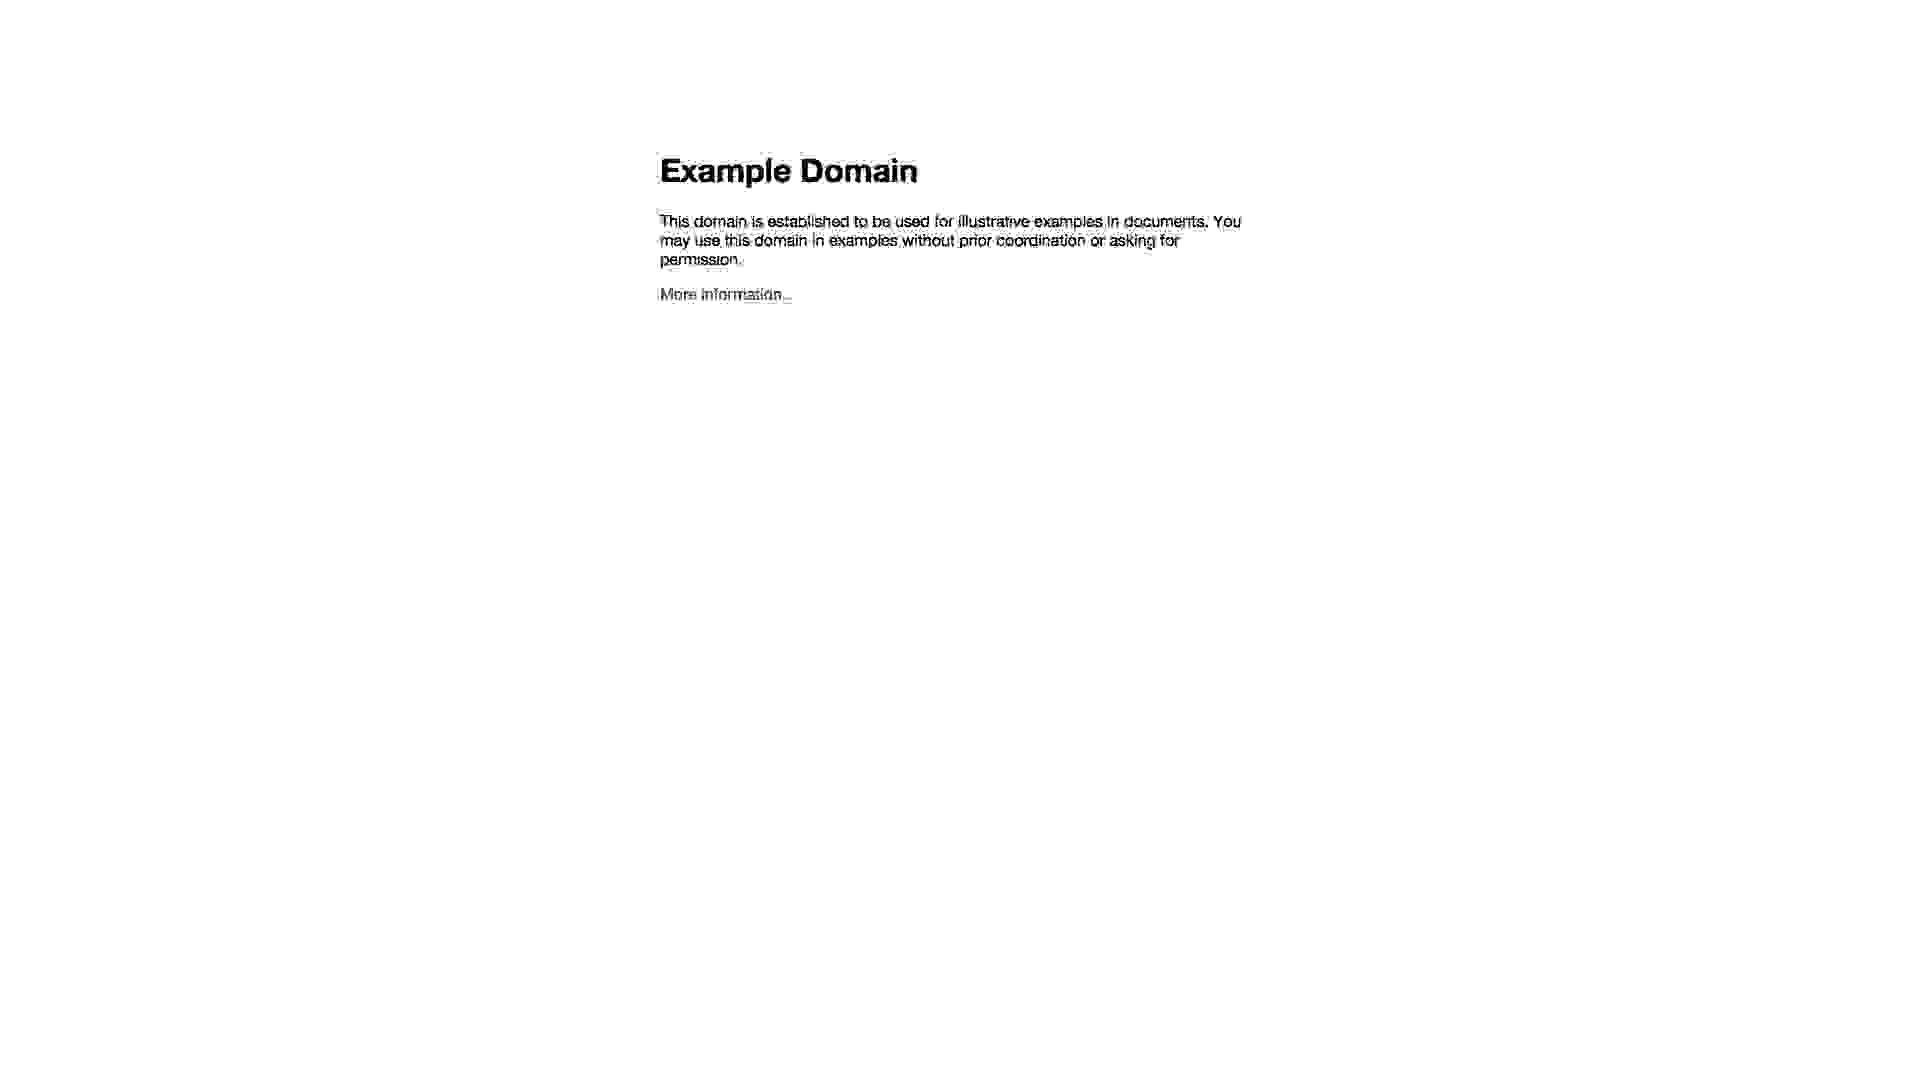 Example Domain
This domain is established to be used for illustrative examples in documents. You
may use this domain in examples without prior coordination or asking for
permission.
More information...